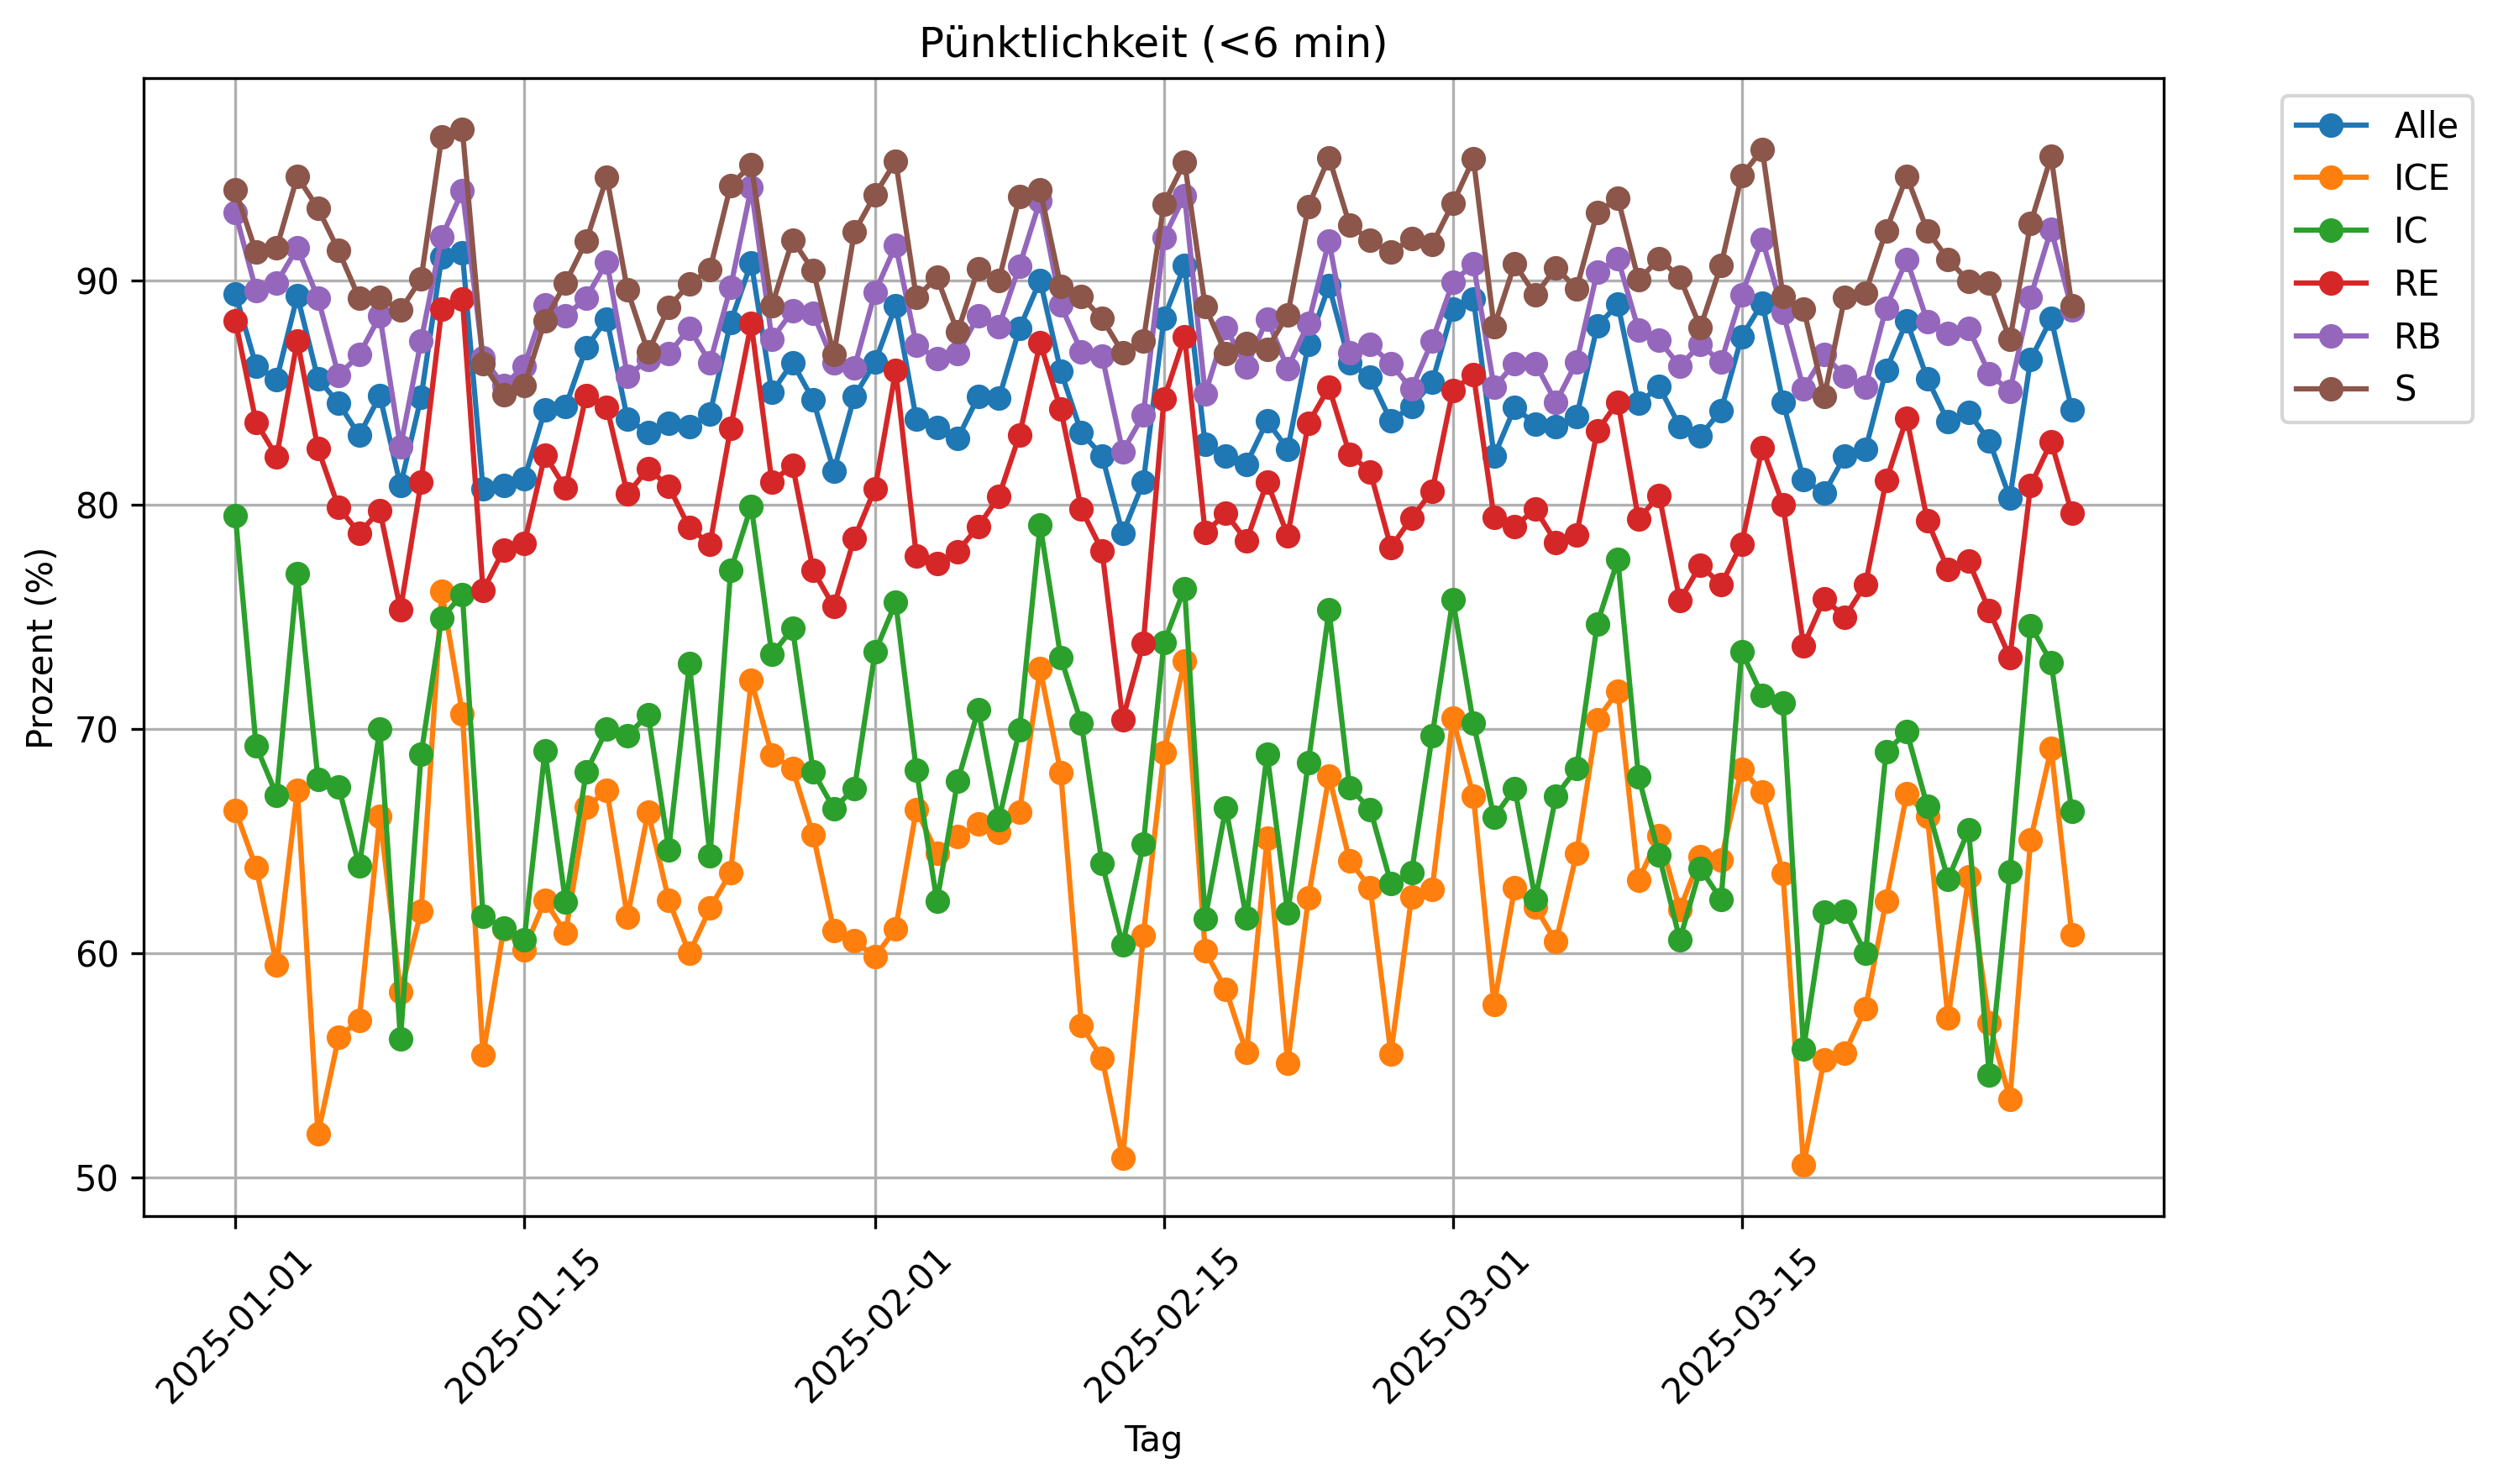 Pünktlichkeit (<6 min)
Alle
ICE
IC
RE
RB
S
Prozent (%)
90
80
70
60
50
2025-01-01
2025-01-15
2025-02-01
2025-02-15
2025-03-01
2025-03-15
Tag